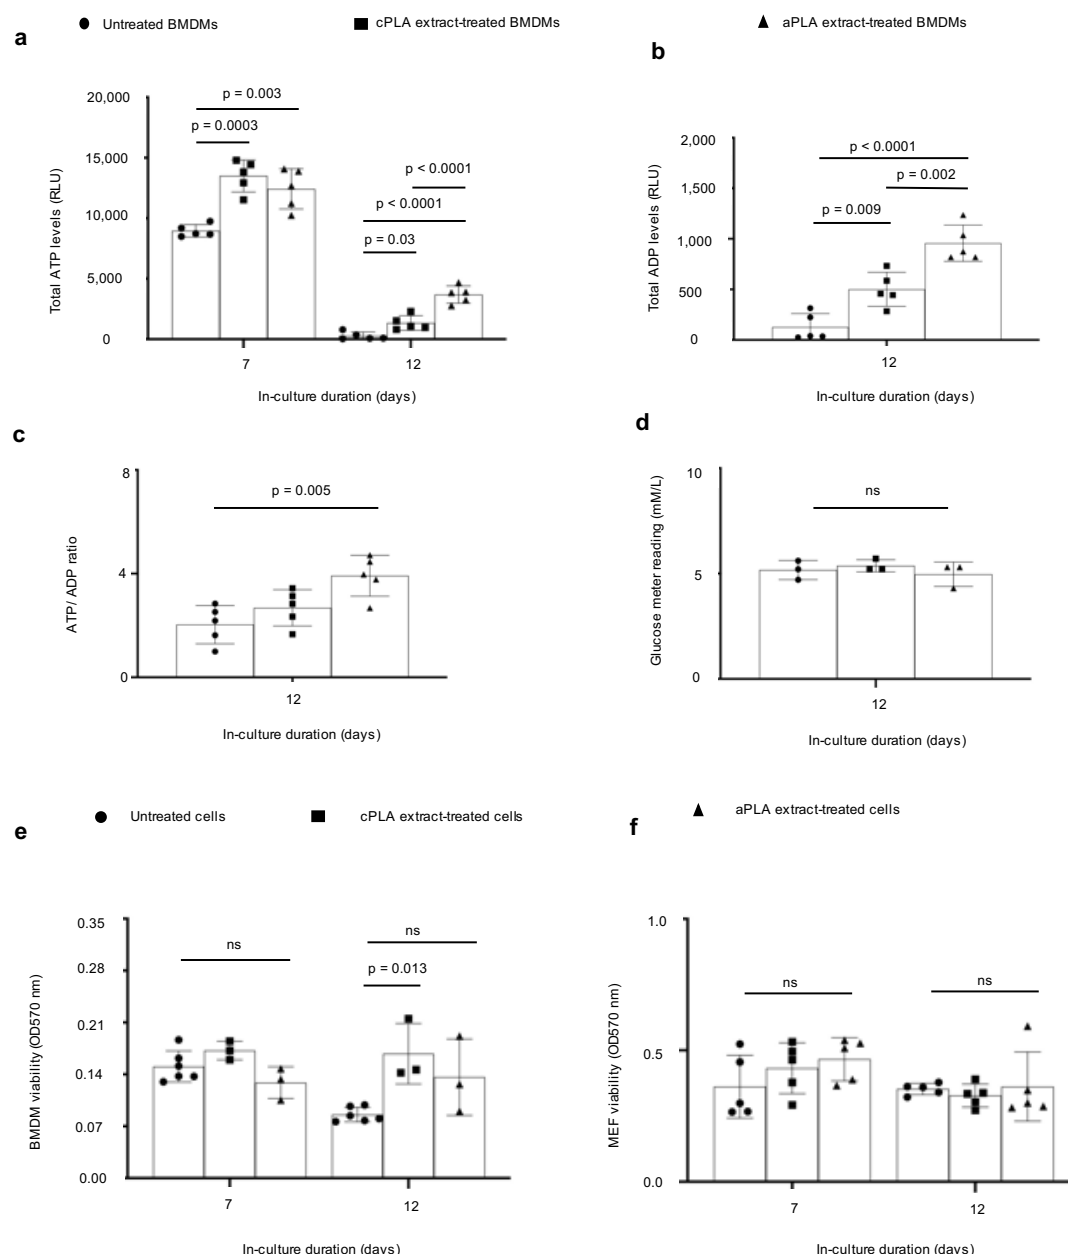 Untreated BMDMs
cPLA extract-treated BMDMs
aPLA extract-treated BMDMs
a
Total ATP levels (RLU)
20,000
15,000
10,000
5,000
0
p = 0.003
p = 0.0003
p < 0.0001
p < 0.0001
p = 0.03
7
12
In-culture duration (days)
b
Total ADP levels (RLU)
2,000
1,500
1,000
500
0
p < 0.0001
p = 0.002
p = 0.009
12
In-culture duration (days)
c
ATP/ ADP ratio
8
4
0
p = 0.005
12
In-culture duration (days)
d
Glucose meter reading (mM/L)
10
5
0
ns
12
In-culture duration (days)
Untreated cells
cPLA extract-treated cells
aPLA extract-treated cells
e
BMDM viability (OD570 nm)
0.35
0.28
0.21
0.14
0.07
0.00
ns
ns
p = 0.013
7
12
In-culture duration (days)
f
MEF viability (OD570 nm)
1.0
0.5
0.0
ns
ns
7
12
In-culture duration (days)